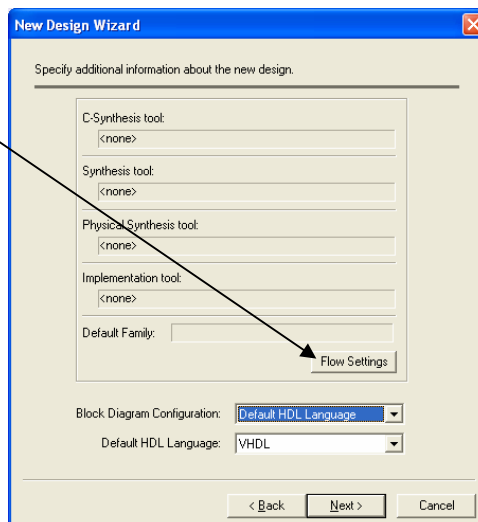 New Design Wizard
Specify additional information about the new design.
C-Synthesis tool:
<none>
Synthesis tool:
<none>
Physical Synthesis tool:
<none>
Implementation tool:
<none>
Default Family:
Flow Settings
Block Diagram Configuration: Default HDL Language
Default HDL Language: VHDL
< Back Next > Cancel